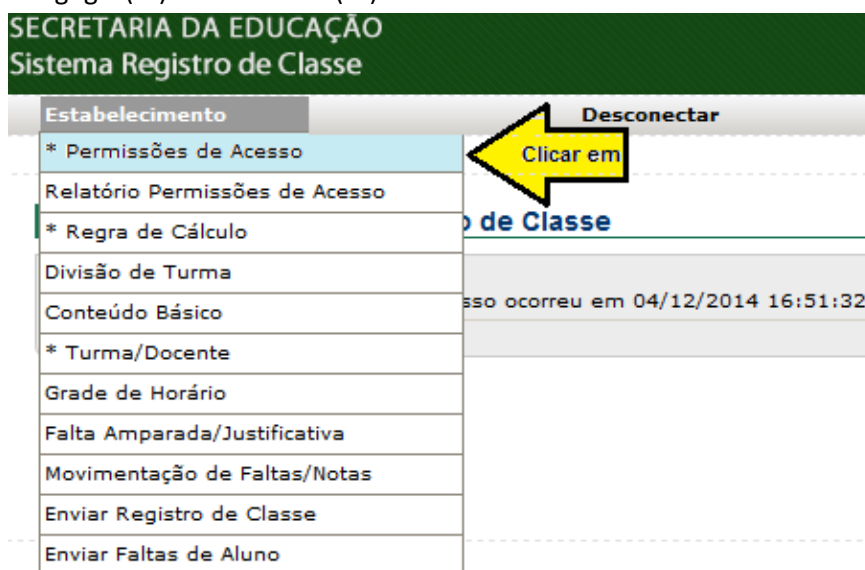 SECRETARIA DA EDUCAÇÃO
Sistema Registro de Classe
Estabelecimento Desconectar
* Permissões de Acesso Clicar em
Relatório Permissões de Acesso
* Regra de Cálculo o de Classe
Divisão de Turma
Conteúdo Básico sso ocorreu em 04/12/2014 16:51:32
* Turma/Docente
Grade de Horário
Falta Amparada/Justificativa
Movimentação de Faltas/Notas
Enviar Registro de Classe
Enviar Faltas de Aluno